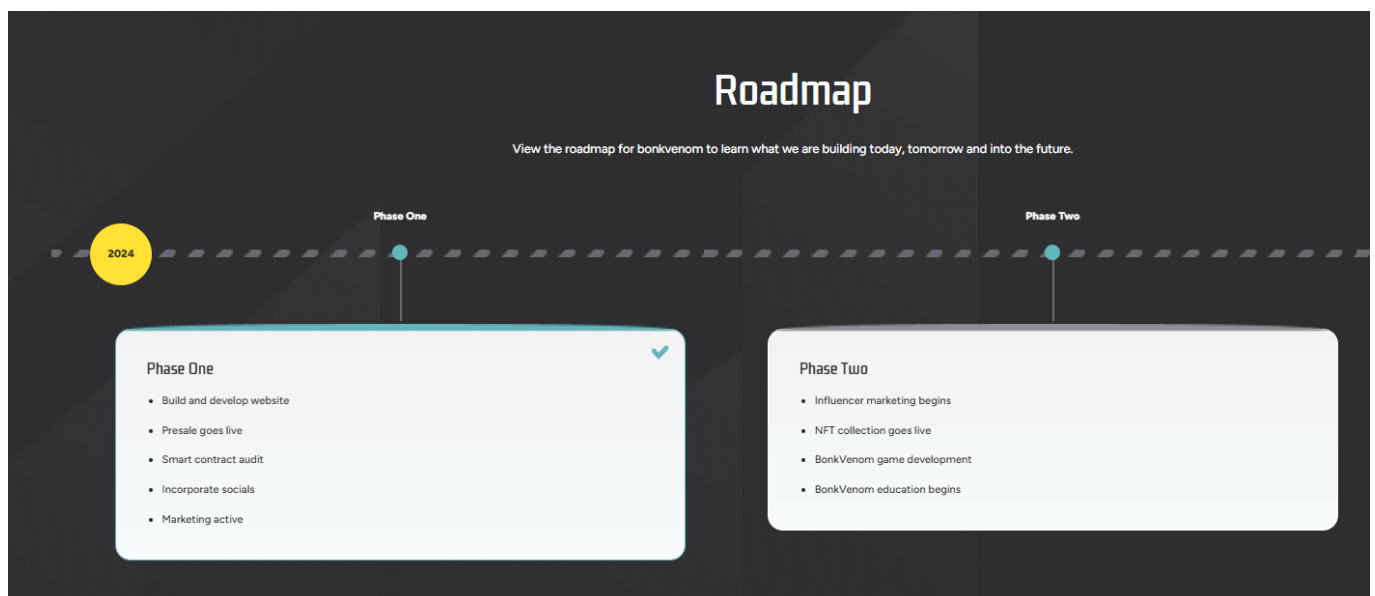 Roadmap
View the roadmap for bonkvenom to learn what we are building today, tomorrow and into the future.
2024
Phase One
Phase Two
Phase One
Build and develop website
Presale goes live
Smart contract audit
Incorporate socials
Marketing active
Phase Two
Influencer marketing begins
NFT collection goes live
BonkVenom game development
BonkVenom education begins